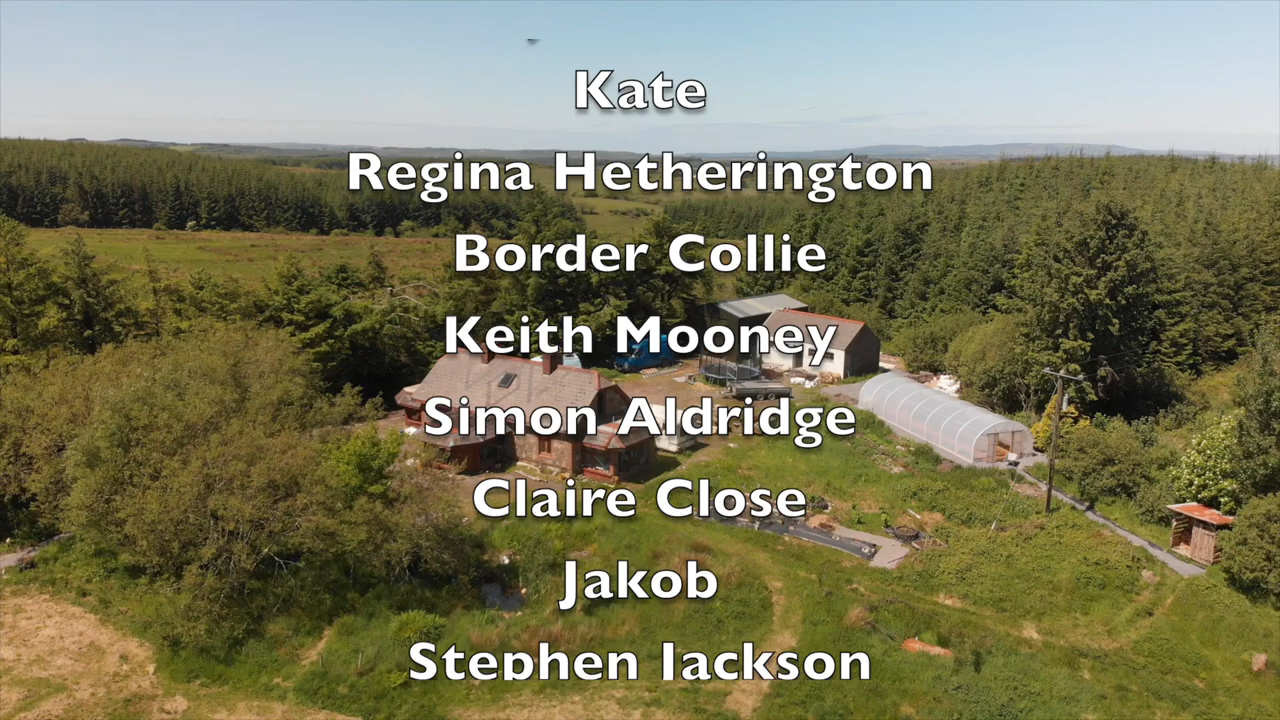 Kate
Regina Hetherington
Border Collie
Keith Mooney
Simon Aldridge
Claire Close
Jakob
Stephen Jackson